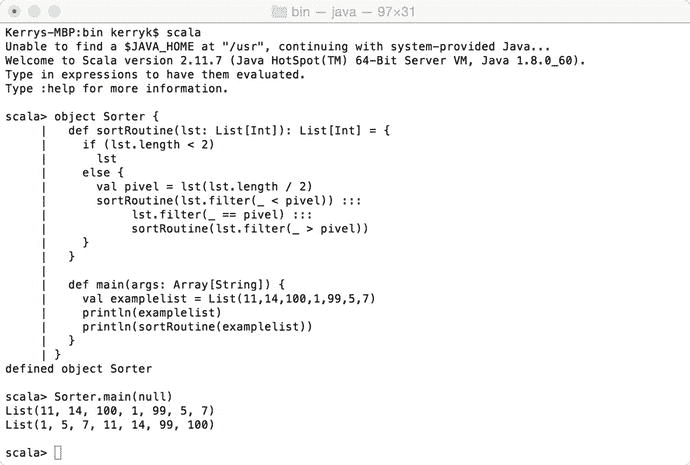 bin — java — 97×31
Kerrys-MBP:bin kerryk$ scala
Unable to find a $JAVA_HOME at "/usr", continuing with system-provided Java...
Welcome to Scala version 2.11.7 (Java HotSpot(TM) 64-Bit Server VM, Java 1.8.0_60).
Type in expressions to have them evaluated.
Type :help for more information.

scala> object Sorter {
     |   def sortRoutine(lst: List[Int]): List[Int] = {
     |     if (lst.length < 2)
     |       lst
     |     else {
     |       val pivel = lst(lst.length / 2)
     |       sortRoutine(lst.filter(_ < pivel)) :::
     |            lst.filter(_ == pivel) :::
     |            sortRoutine(lst.filter(_ > pivel))
     |     }
     |   }
     |
     |   def main(args: Array[String]) {
     |     val examplelist = List(11,14,100,1,99,5,7)
     |     println(examplelist)
     |     println(sortRoutine(examplelist))
     |   }
     | }
defined object Sorter

scala> Sorter.main(null)
List(11, 14, 100, 1, 99, 5, 7)
List(1, 5, 7, 11, 14, 99, 100)

scala>